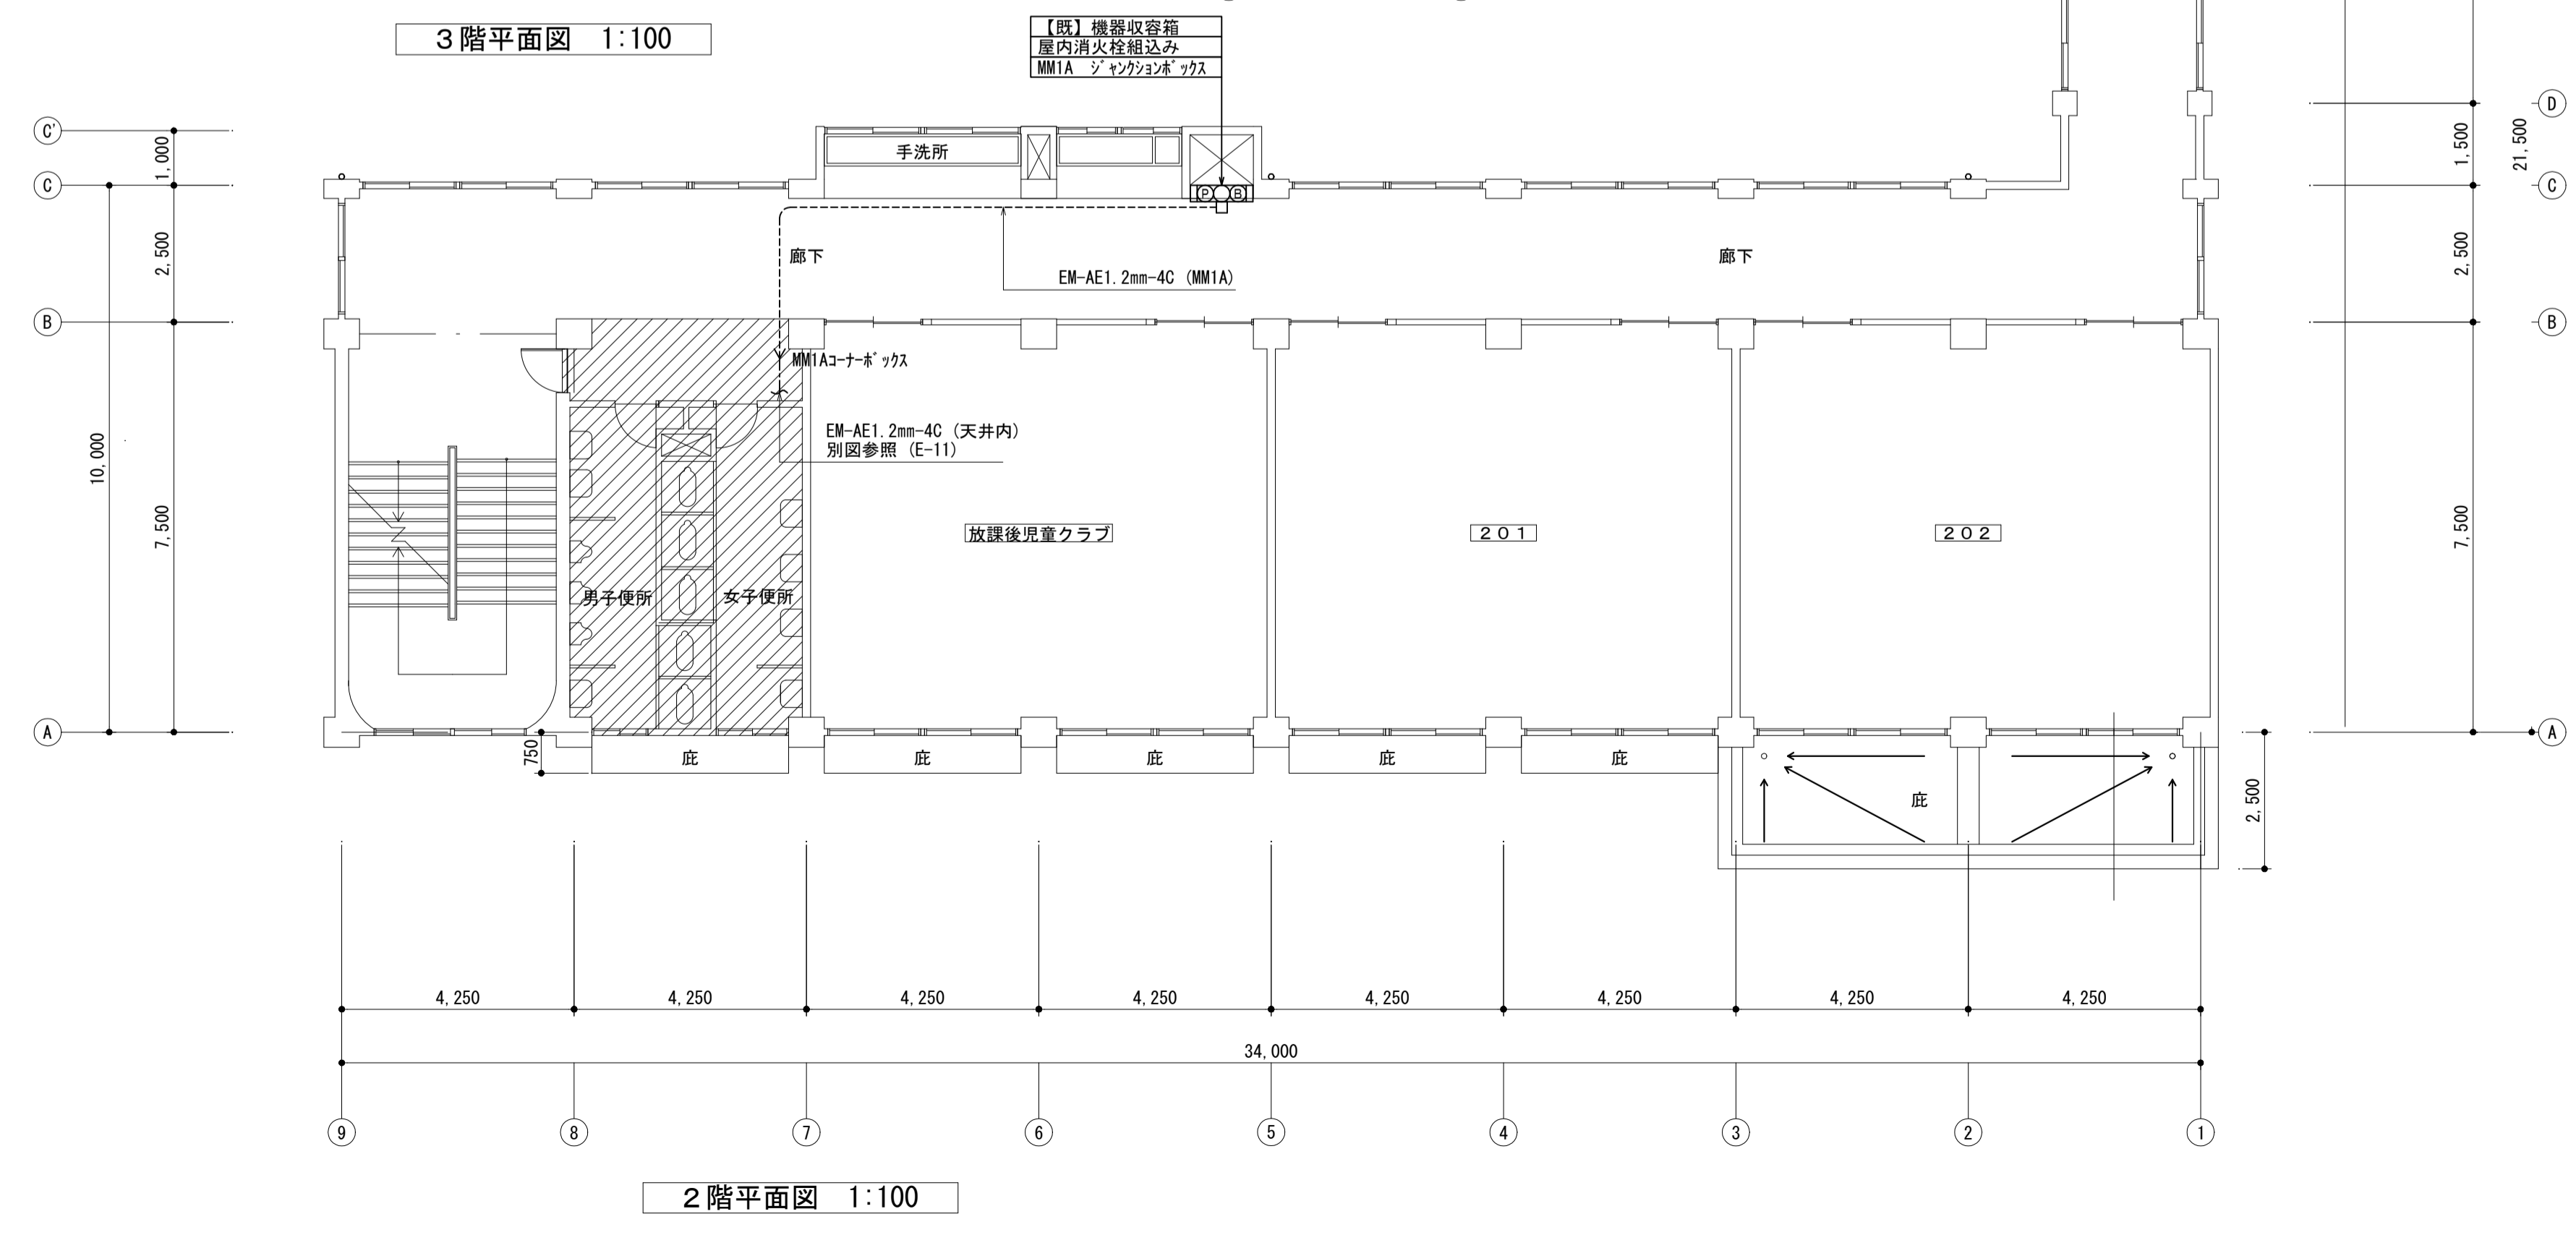 ３階平面図　1:100
【既】機器収容箱
屋内消火栓組込み
MM1A　ｼﾞｬﾝｸｼｮﾝﾎﾞｯｸｽ
C'
C
B
A
1,000
2,500
7,500
10,000
D
C
B
A
1,500
2,500
7,500
21,500
手洗所
P
B
廊下
廊下
EM-AE1.2mm-4C (MM1A)
MM1Aｺｰﾅｰﾎﾞｯｸｽ
EM-AE1.2mm-4C (天井内)
別図参照 (E-11)
放課後児童クラブ
２０１
２０２
男子便所
女子便所
750
庇
庇
庇
庇
庇
庇
2,500
4,250
4,250
4,250
4,250
4,250
4,250
4,250
4,250
34,000
9
8
7
6
5
4
3
2
1
２階平面図　1:100